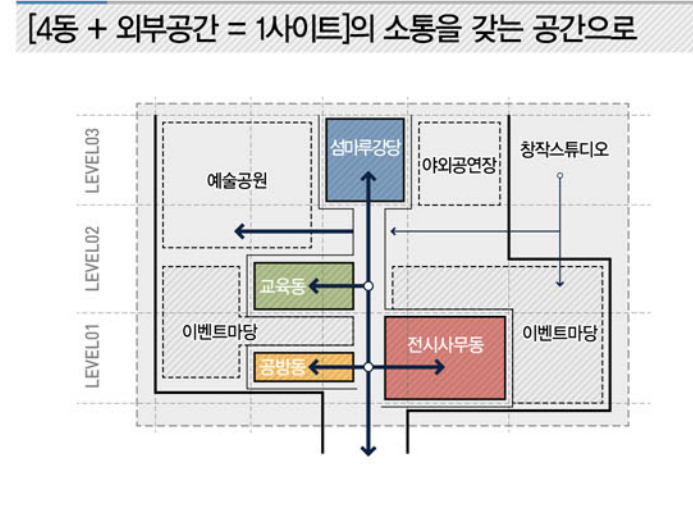 [4동 + 외부공간 = 1사이트]의 소통을 갖는 공간으로
LEVEL03
섬마루강당
야외공연장
창작스튜디오
예술공원
LEVEL02
교육동
이벤트마당
이벤트마당
LEVEL01
전시사무동
공방동